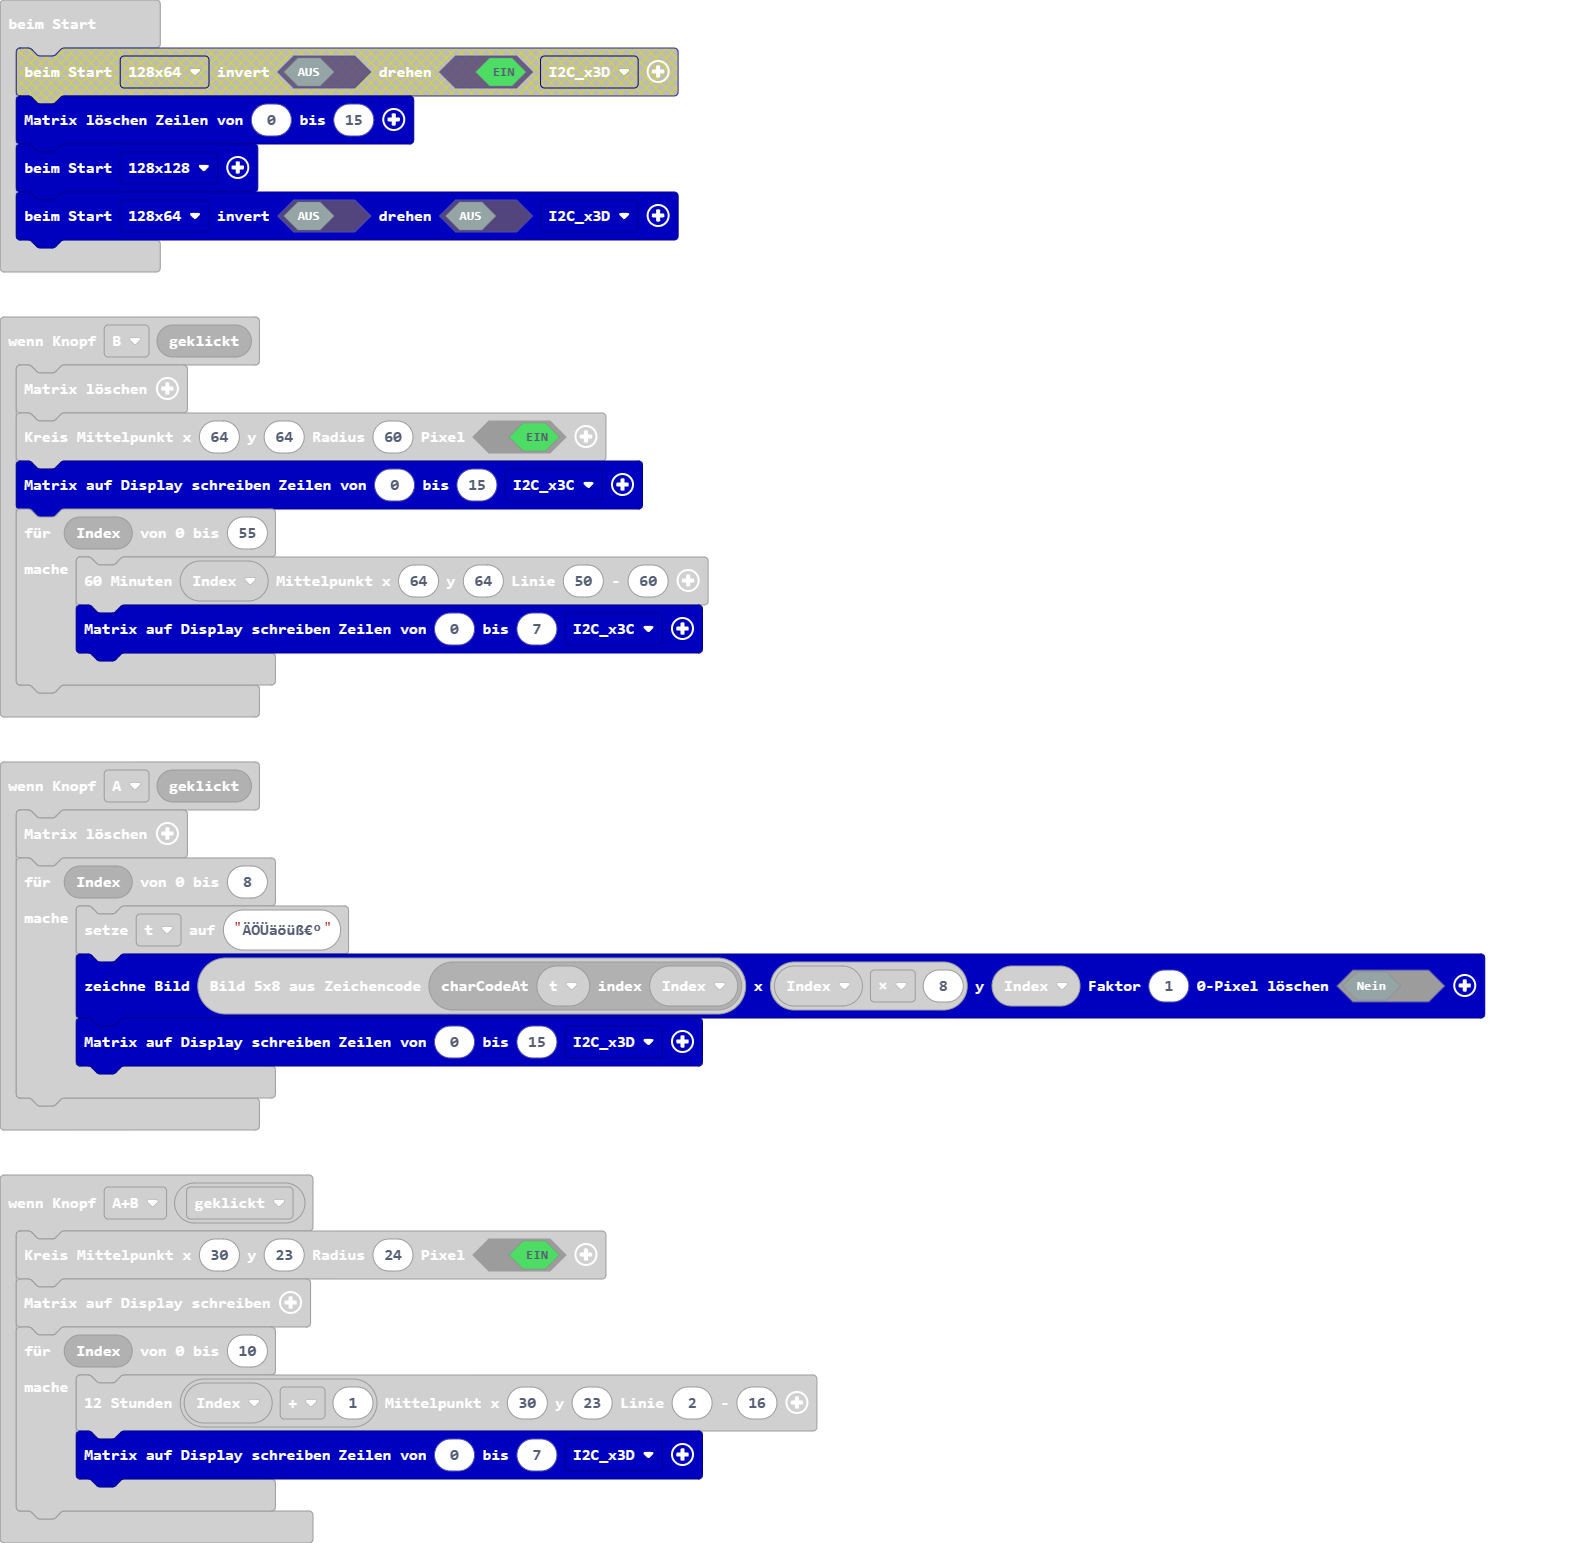 beim Start
beim Start 128x64 invert AUS drehen EIN I2C_x3D
Matrix löschen Zeilen von 0 bis 15
beim Start 128x128
beim Start 128x64 invert AUS drehen AUS I2C_x3D
wenn Knopf B geklickt
Matrix löschen
Kreis Mittelpunkt x 64 y 64 Radius 60 Pixel EIN
Matrix auf Display schreiben Zeilen von 0 bis 15 I2C_x3C
für Index von 0 bis 55
mache
60 Minuten Index Mittelpunkt x 64 y 64 Linie 50 - 60
Matrix auf Display schreiben Zeilen von 0 bis 7 I2C_x3C
wenn Knopf A geklickt
Matrix löschen
für Index von 0 bis 8
mache
setze t auf "ÄÖÜäöüß€º"
zeichne Bild Bild 5x8 aus Zeichencode charCodeAt t index Index x Index × 8 y Index Faktor 1 0-Pixel löschen Nein
Matrix auf Display schreiben Zeilen von 0 bis 15 I2C_x3D
wenn Knopf A+B geklickt
Kreis Mittelpunkt x 30 y 23 Radius 24 Pixel EIN
Matrix auf Display schreiben
für Index von 0 bis 10
mache
12 Stunden Index + 1 Mittelpunkt x 30 y 23 Linie 2 - 16
Matrix auf Display schreiben Zeilen von 0 bis 7 I2C_x3D